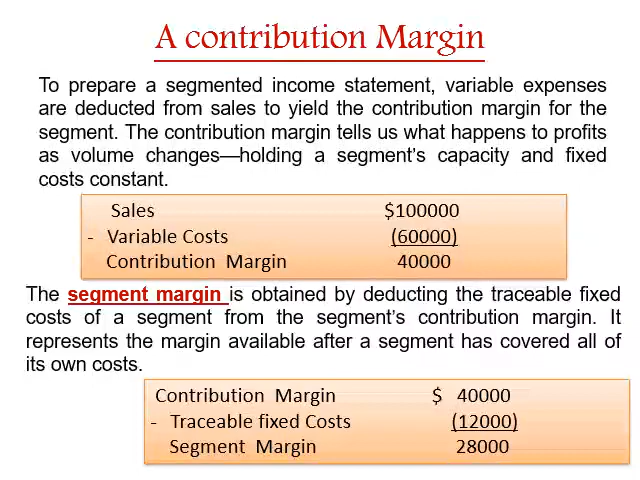 A contribution Margin
To prepare a segmented income statement, variable expenses
are deducted from sales to yield the contribution margin for the
segment. The contribution margin tells us what happens to profits
as volume changes—holding a segment's capacity and fixed
costs constant.
Sales $100000
- Variable Costs (60000)
Contribution Margin 40000
The segment margin is obtained by deducting the traceable fixed
costs of a segment from the segment's contribution margin. It
represents the margin available after a segment has covered all of
its own costs.
Contribution Margin $ 40000
- Traceable fixed Costs (12000)
Segment Margin 28000